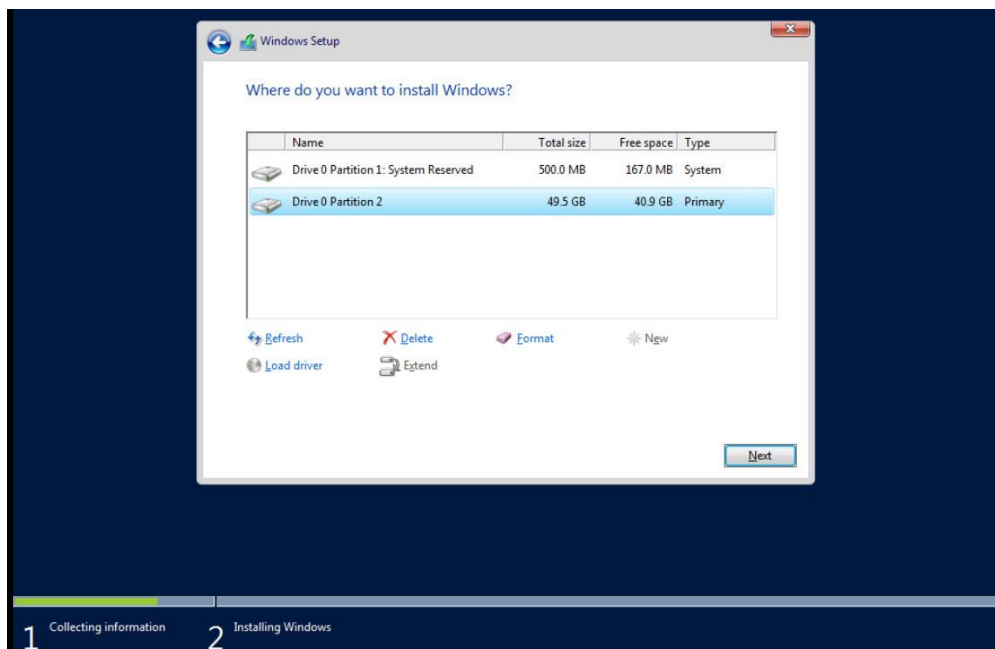 Windows Setup
x
Where do you want to install Windows?
Name Total size Free space Type
Drive 0 Partition 1: System Reserved 500.0 MB 167.0 MB System
Drive 0 Partition 2 49.5 GB 40.9 GB Primary
Refresh Delete Format New
Load driver Extend
Next
1 Collecting information 2 Installing Windows